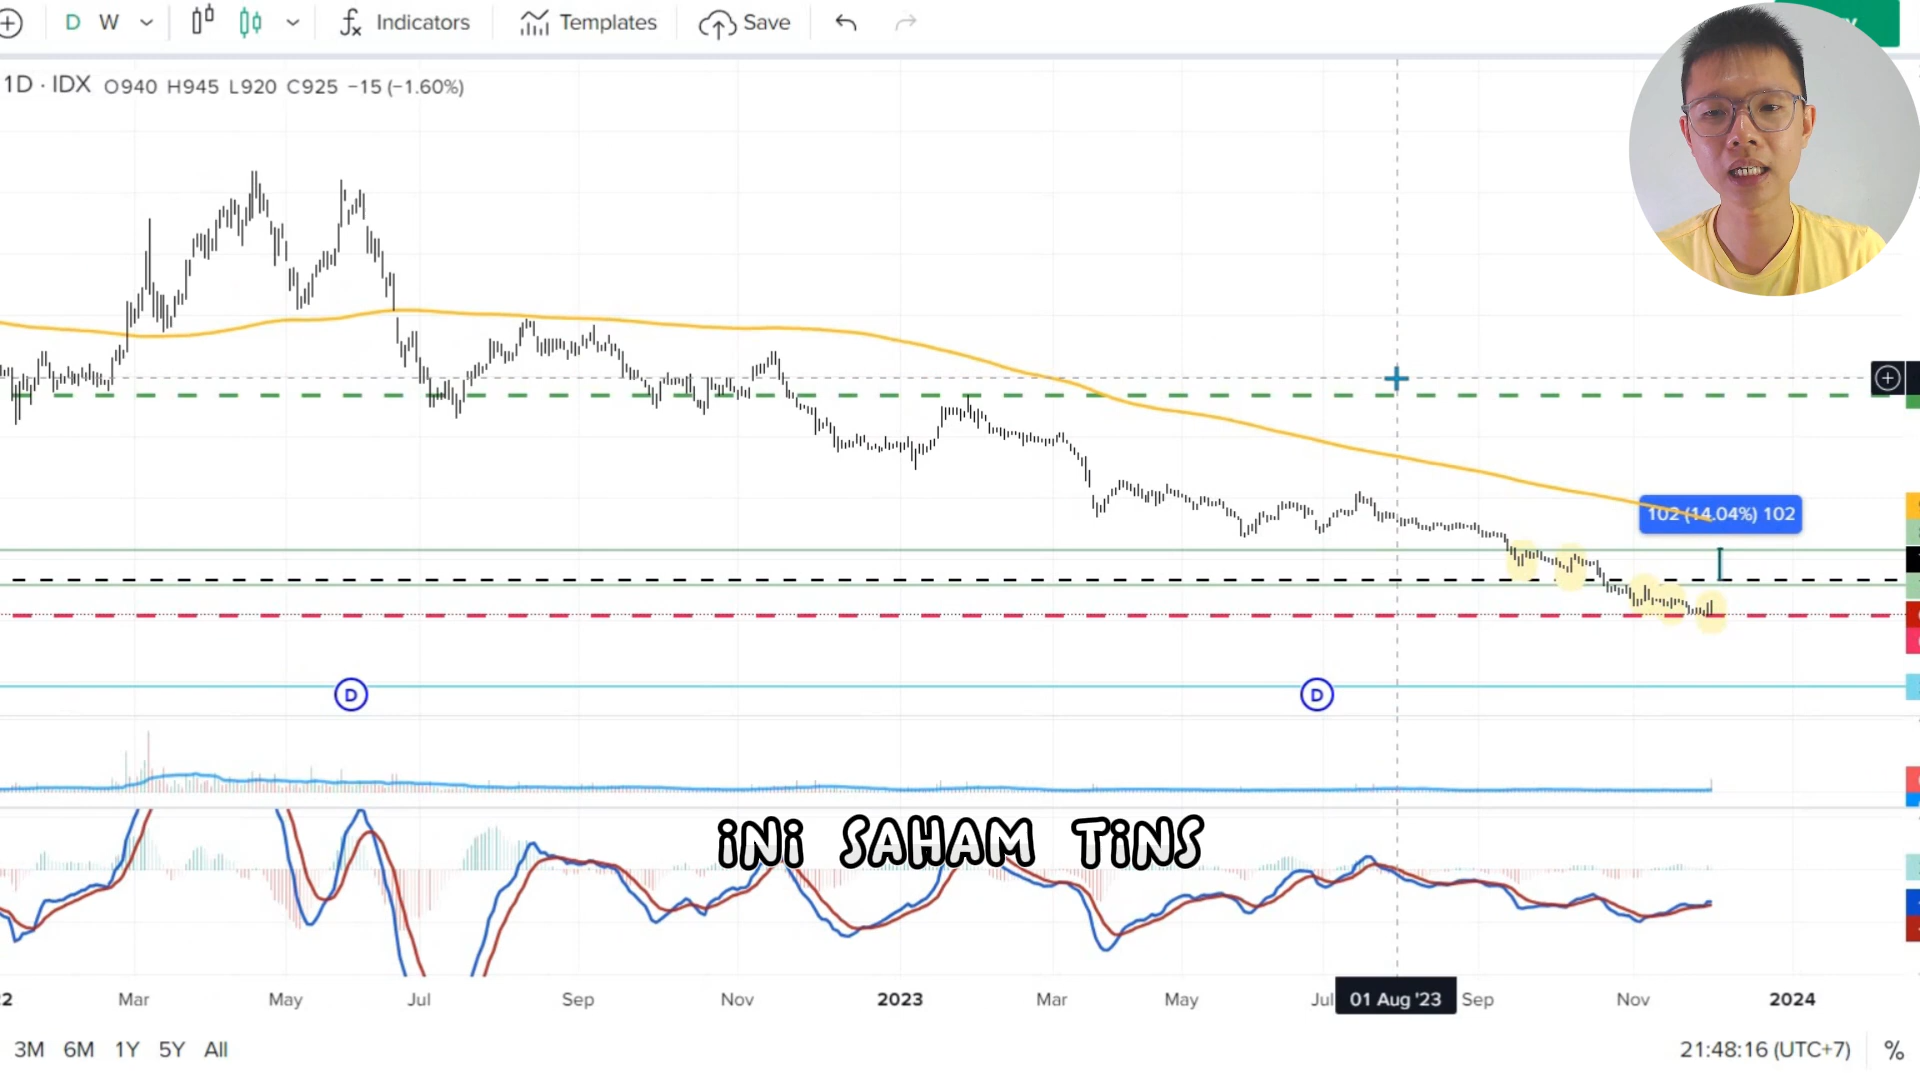 D W Indicators Templates Save
1D · IDX O940 H945 L920 C925 −15 (−1.60%)
102 (14.04%) 102
D D
INI SAHAM TINS
2 Mar May Jul Sep Nov 2023 Mar May Jul 01 Aug '23 Sep Nov 2024
3M 6M 1Y 5Y All 21:48:16 (UTC+7) %